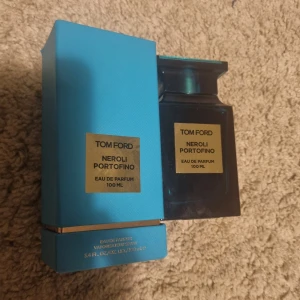 TOM FORD
NEROLI
PORTOFINO
EAU DE PARFUM
100 ML
TOM FORD
NEROLI
PORTOFINO
EAU DE PARFUM
100 ML